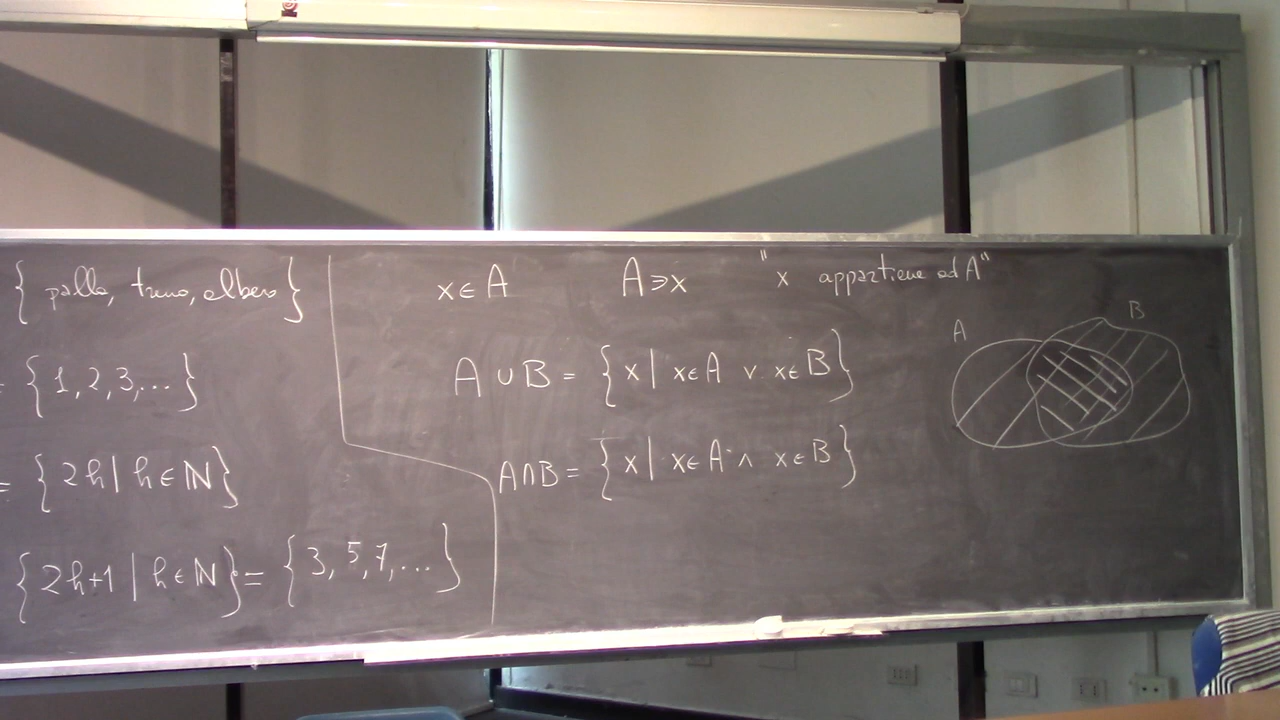 {palla, treno, albero}
= {1, 2, 3, ...}
= {2h | h ∈ ℕ}
{2h+1 | h ∈ ℕ} = {3, 5, 7, ...}
x ∈ A A ∋ x "x appartiene ad A"
A ∪ B = {x | x ∈ A ∨ x ∈ B}
A ∩ B = {x | x ∈ A ∧ x ∈ B}
A B